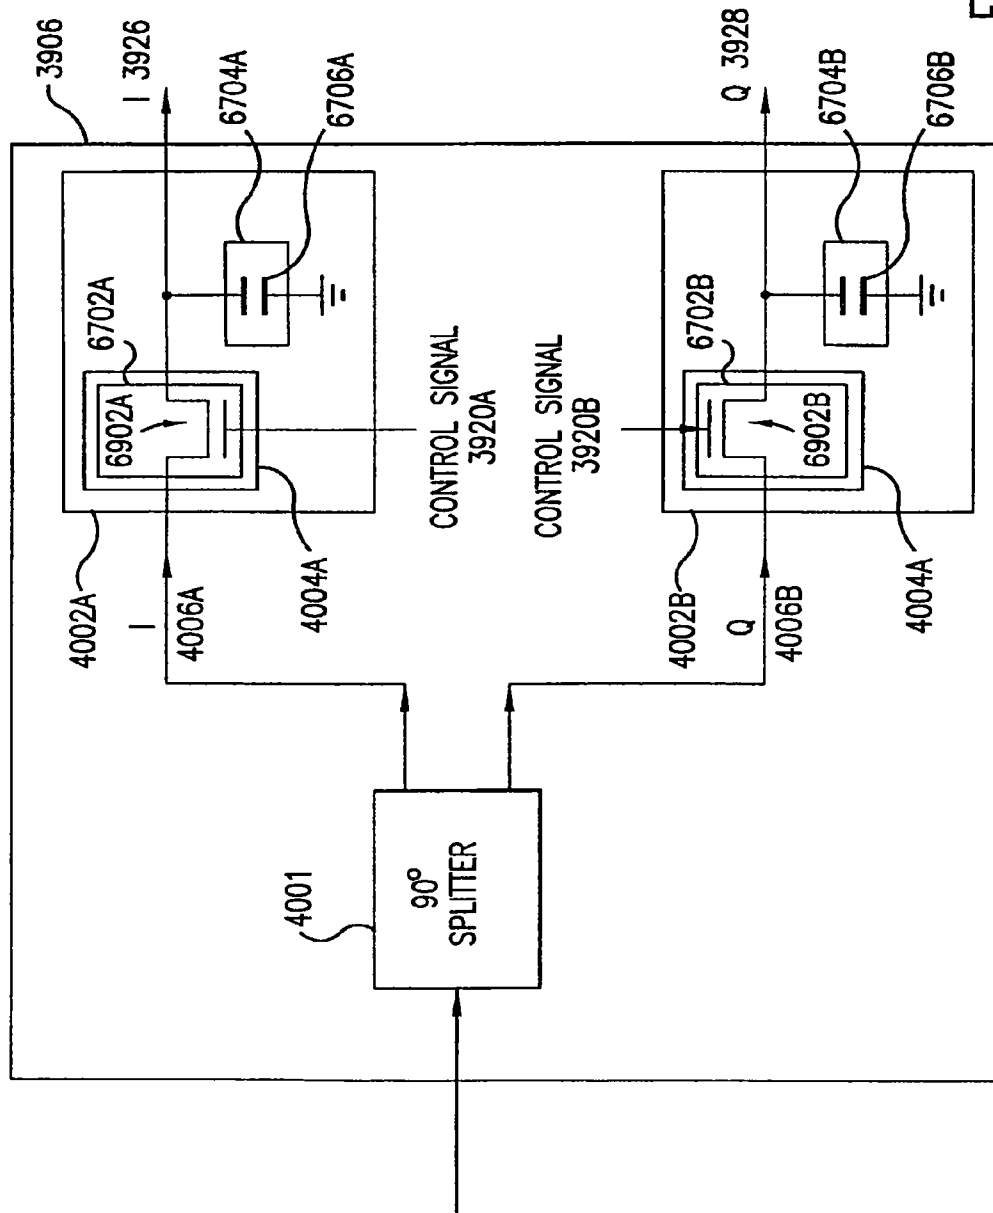 3906
I 3926
6704A
6706A
6702A
6902A
4002A
I
4006A
4004A
CONTROL SIGNAL
3920A
CONTROL SIGNAL
3920B
4001
90°
SPLITTER
Q 3928
6704B
6706B
6702B
6902B
4002B
Q
4006B
4004A